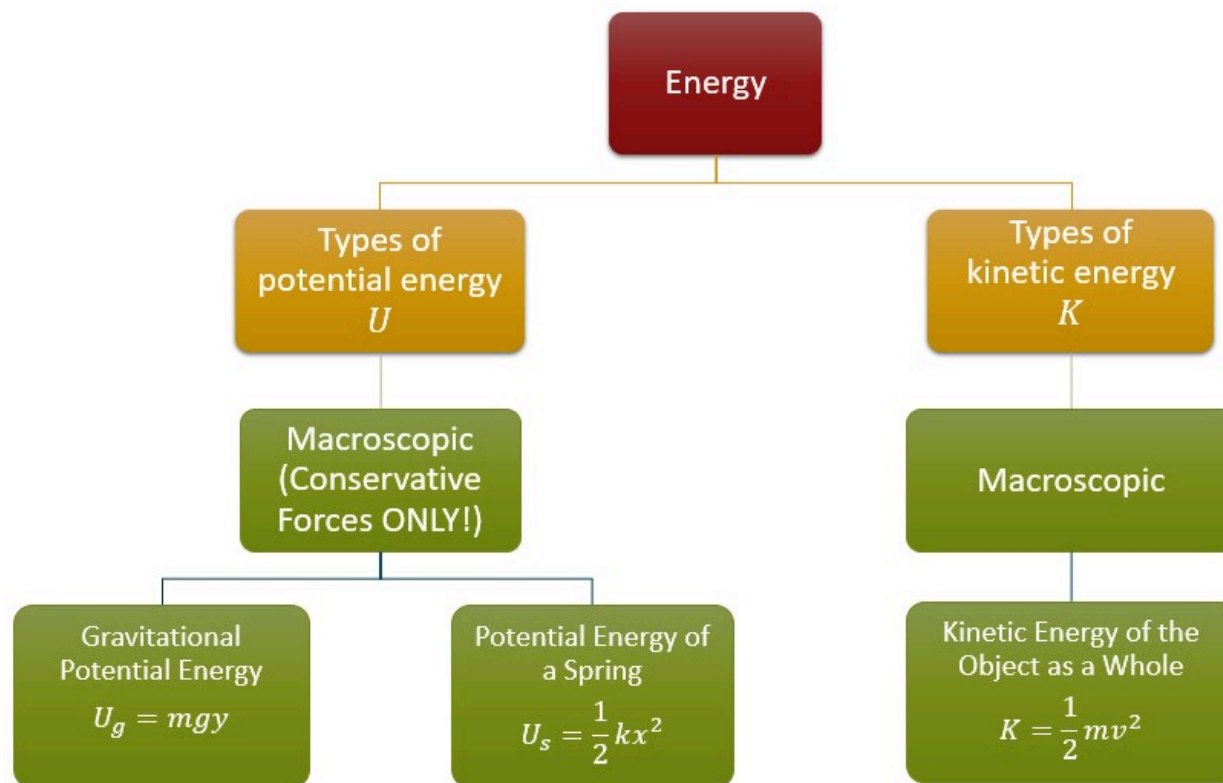 Energy
Types of
potential energy
U
Types of
kinetic energy
K
Macroscopic
(Conservative
Forces ONLY!)
Macroscopic
Gravitational
Potential Energy
U_g = mgy
Potential Energy of
a Spring
U_s = \frac{1}{2} kx^2
Kinetic Energy of the
Object as a Whole
K = \frac{1}{2} mv^2